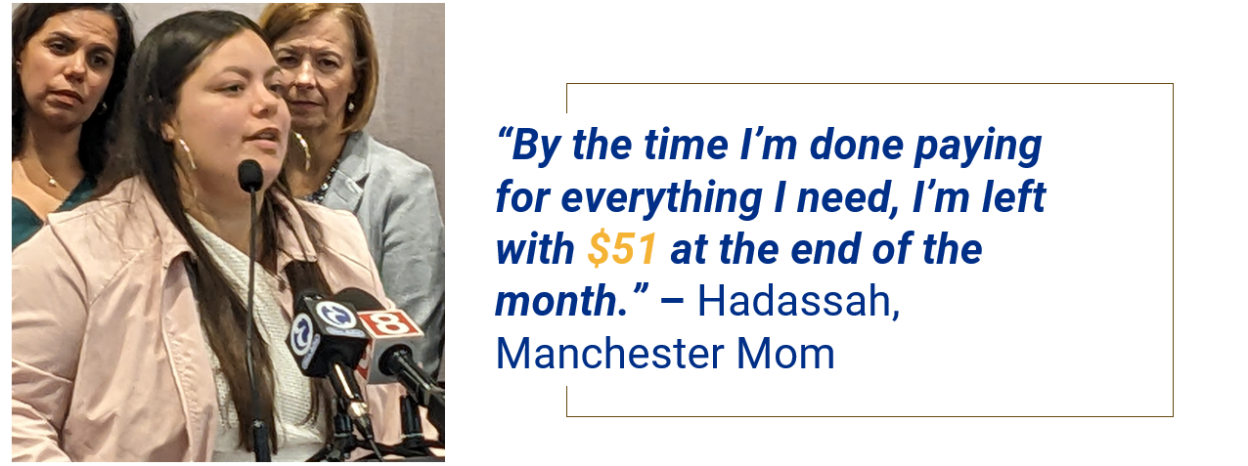 “By the time I’m done paying
for everything I need, I’m left
with $51 at the end of the
month.” – Hadassah,
Manchester Mom
3
8